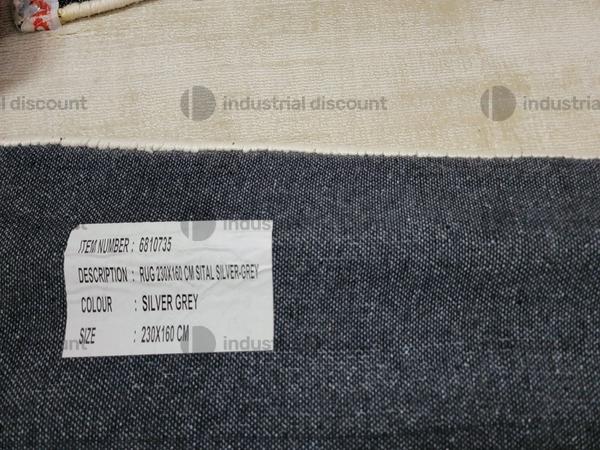 industrial discount
industrial discount
industrial
ITEM NUMBER : 6810735
DESCRIPTION : RUG 230X160 CM SITAL SILVER-GREY
COLOUR : SILVER GREY
SIZE : 230X160 CM